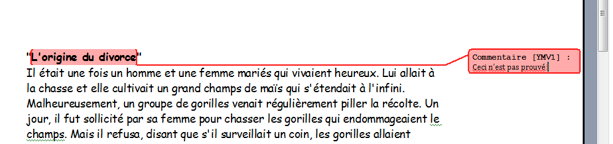 "L'origine du divorce"
Commentaire [YMV1] :
Ceci n'est pas prouvé
Il était une fois un homme et une femme mariés qui vivaient heureux. Lui allait à
la chasse et elle cultivait un grand champs de maïs qui s'étendait à l'infini.
Malheureusement, un groupe de gorilles venait régulièrement piller la récolte. Un
jour, il fut sollicité par sa femme pour chasser les gorilles qui endommageaient le
champs. Mais il refusa, disant que s'il surveillait un coin, les gorilles allaient